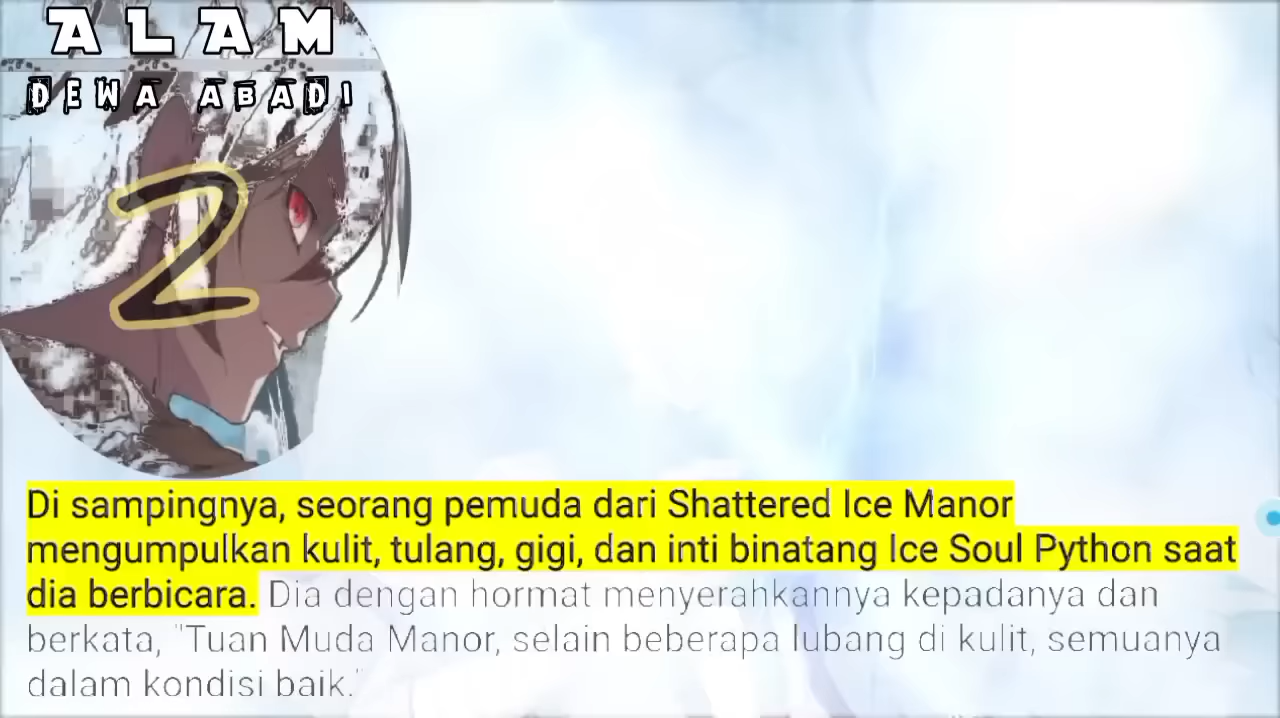 ALAM
DEWA ABADI
2
Di sampingnya, seorang pemuda dari Shattered Ice Manor
mengumpulkan kulit, tulang, gigi, dan inti binatang Ice Soul Python saat
dia berbicara. Dia dengan hormat menyerahkannya kepadanya dan
berkata, "Tuan Muda Manor, selain beberapa lubang di kulit, semuanya
dalam kondisi baik."